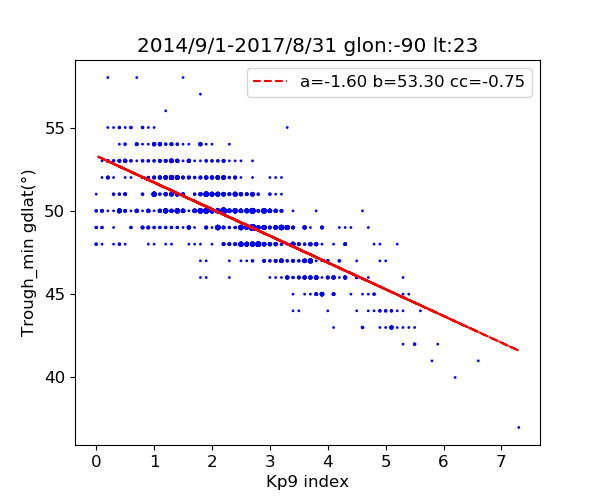 2014/9/1-2017/8/31 glon:-90 lt:23
a=-1.60 b=53.30 cc=-0.75
Trough_min gdlat(°)
55
50
45
40
0 1 2 3 4 5 6 7
Kp9 index